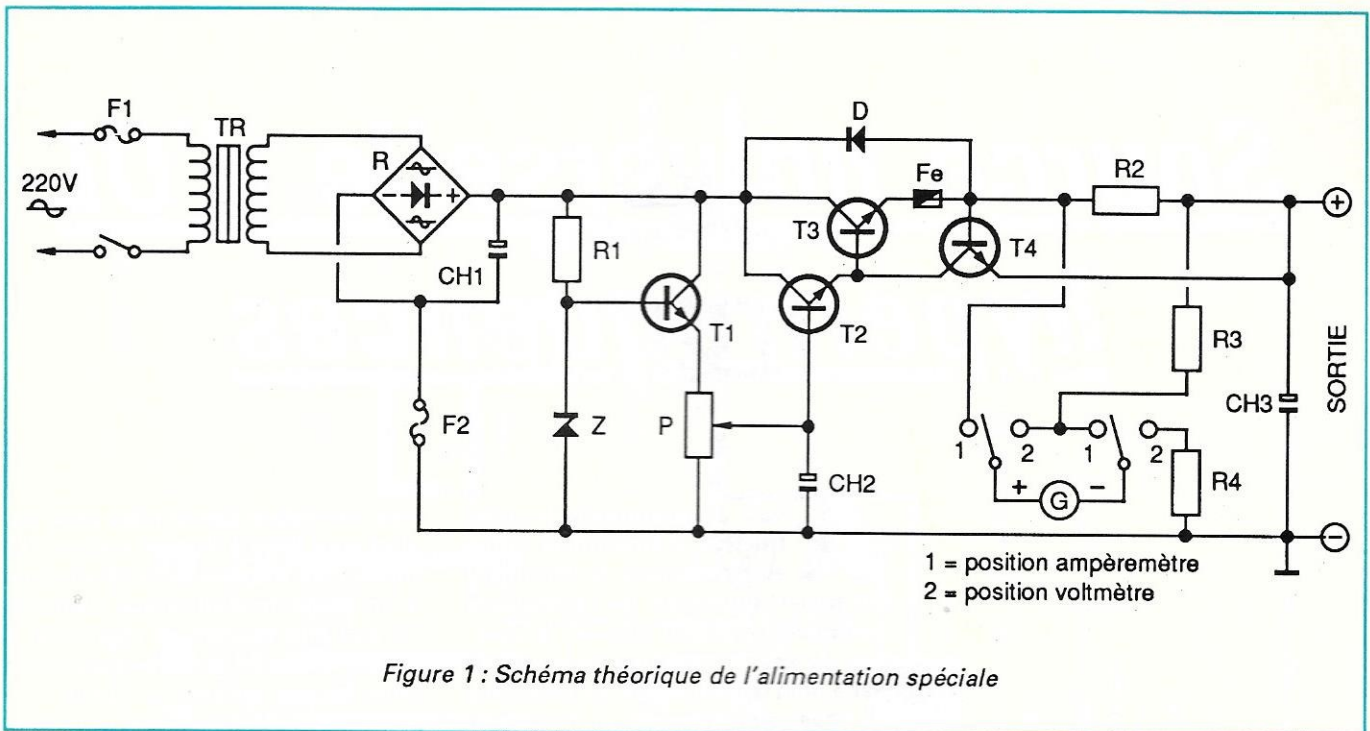 F1
TR
220V
R
- +
CH1
F2
R1
Z
T1
P
CH2
T2
T3
D
Fe
T4
R2
+
R3
R4
1
2
1
2
+ G -
CH3
SORTIE
-
1 = position ampèremètre
2 = position voltmètre
Figure 1 : Schéma théorique de l'alimentation spéciale